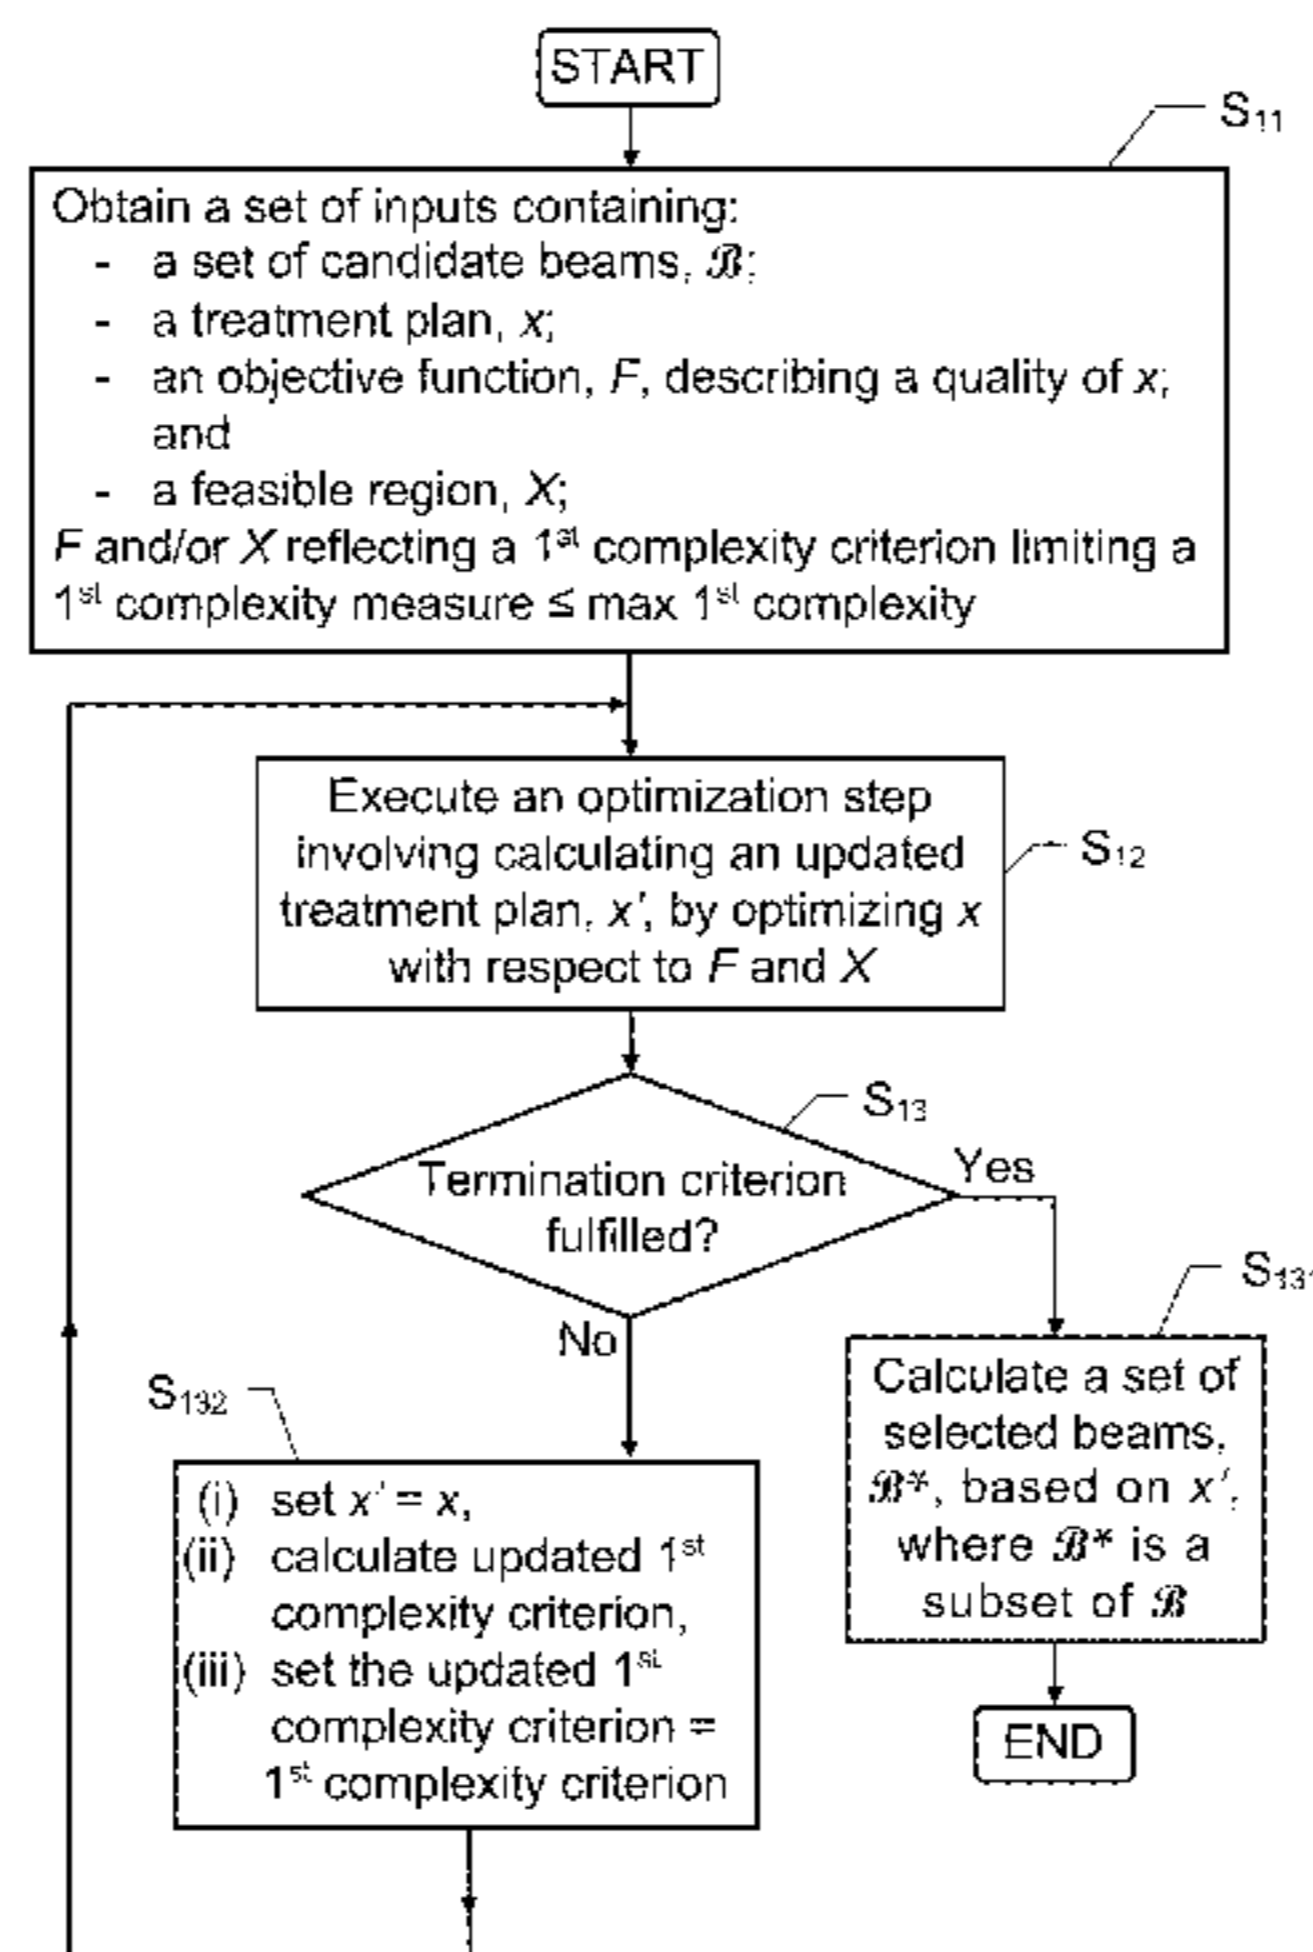 START
S₁₁
Obtain a set of inputs containing:
- a set of candidate beams, ℬ;
- a treatment plan, x;
- an objective function, F, describing a quality of x;
and
- a feasible region, X;
F and/or X reflecting a 1ˢᵗ complexity criterion limiting a
1ˢᵗ complexity measure ≤ max 1ˢᵗ complexity
Execute an optimization step
involving calculating an updated
treatment plan, x', by optimizing x
with respect to F and X
S₁₂
S₁₃
Termination criterion
fulfilled?
Yes
No
S₁₃₁
Calculate a set of
selected beams,
ℬ*, based on x',
where ℬ* is a
subset of ℬ
END
S₁₃₂
(i) set x' = x,
(ii) calculate updated 1ˢᵗ
complexity criterion,
(iii) set the updated 1ˢᵗ
complexity criterion =
1ˢᵗ complexity criterion